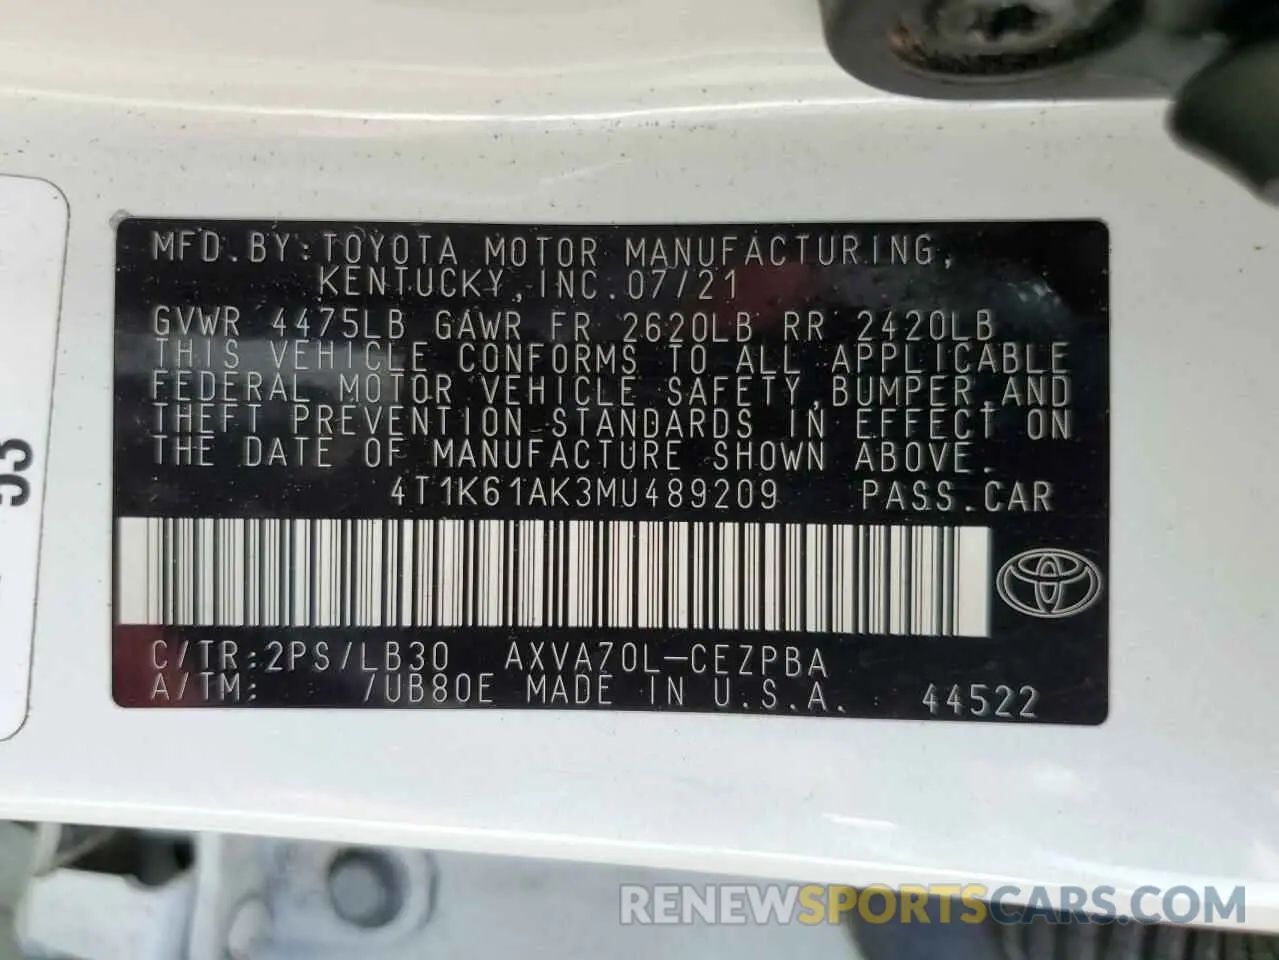 MFD.BY:TOYOTA MOTOR MANUFACTURING,
KENTUCKY,INC.07/21
GVWR 4475LB GAWR FR 2620LB RR 2420LB
THIS VEHICLE CONFORMS TO ALL APPLICABLE
FEDERAL MOTOR VEHICLE SAFETY,BUMPER,AND
THEFT PREVENTION STANDARDS IN EFFECT ON
THE DATE OF MANUFACTURE SHOWN ABOVE.
4T1K61AK3MU489209 PASS.CAR
C/TR:2PS/LB30 AXVA70L-CEZPBA
A/TM: /UB80E MADE IN U.S.A. 44522
53
RENEWSPORTSCARS.COM